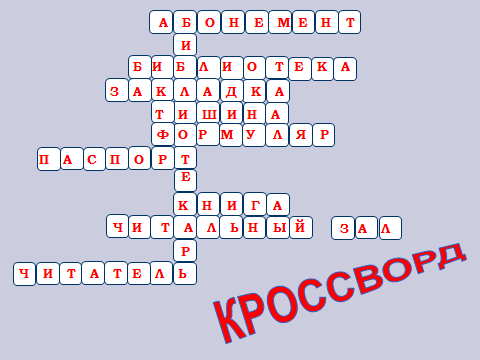 АБОНЕМЕНТ
И
БИБЛИОТЕКА
ЗАКЛАДКА
ТИШИНА
ФОРМУЛЯР
ПАСПОРТ
Е
КНИГА
ЧИТАЛЬНЫЙ ЗАЛ
Р
ЧИТАТЕЛЬ
КРОССВОРД